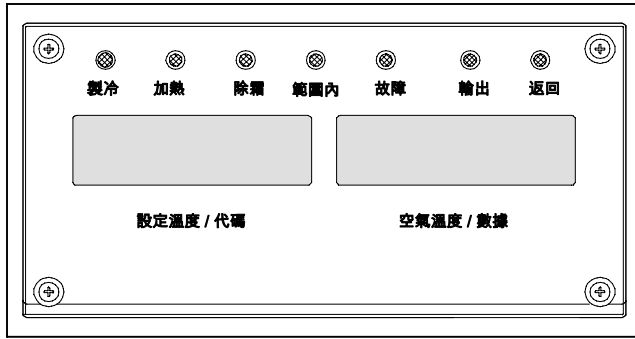 製冷 加熱 除霜 範圍內 故障 輸出 返回
設定溫度 / 代碼 空氣溫度 / 數據